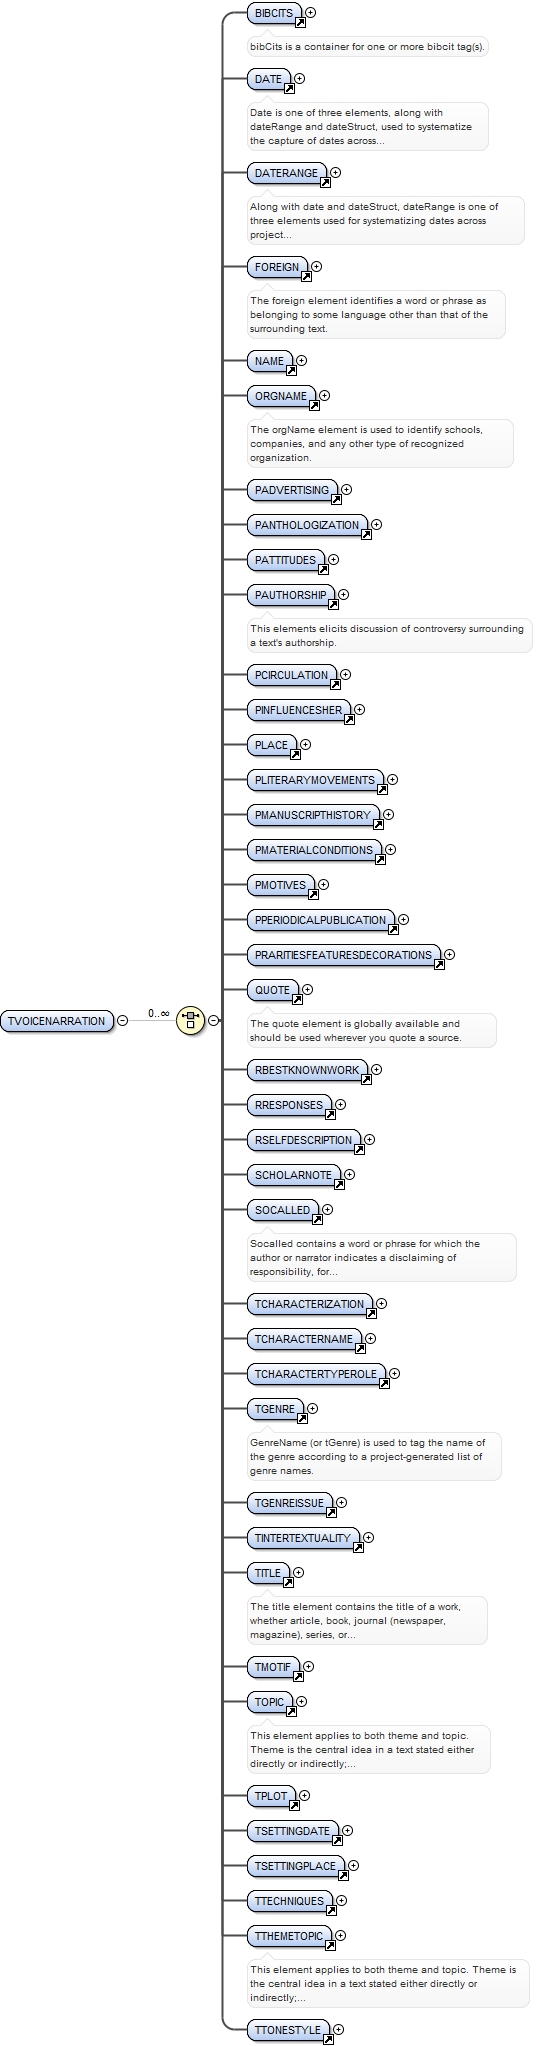 BIBCITS
bibCits is a container for one or more bibcit tag(s).
DATE
Date is one of three elements, along with
dateRange and dateStruct, used to systematize
the capture of dates across...
DATERANGE
Along with date and dateStruct, dateRange is one of
three elements used for systematizing dates across
project...
FOREIGN
The foreign element identifies a word or phrase as
belonging to some language other than that of the
surrounding text.
NAME
ORGNAME
The orgName element is used to identify schools,
companies, and any other type of recognized
organization.
PADVERTISING
PANTHOLOGIZATION
PATTITUDES
PAUTHORSHIP
This elements elicits discussion of controversy surrounding
a text's authorship.
PCIRCULATION
PINFLUENCESHER
PLACE
PLITERARYMOVEMENTS
PMANUSCRIPTHISTORY
PMATERIALCONDITIONS
PMOTIVES
PPERIODICALPUBLICATION
PRARITIESFEATURESDECORATIONS
QUOTE
TVOICENARRATION 0..∞
The quote element is globally available and
should be used wherever you quote a source.
RBESTKNOWNWORK
RRESPONSES
RSELFDESCRIPTION
SCHOLARNOTE
SOCALLED
Socalled contains a word or phrase for which the
author or narrator indicates a disclaiming of
responsibility, for...
TCHARACTERIZATION
TCHARACTERNAME
TCHARACTERTYPEROLE
TGENRE
GenreName (or tGenre) is used to tag the name of
the genre according to a project-generated list of
genre names.
TGENREISSUE
TINTERTEXTUALITY
TITLE
The title element contains the title of a work,
whether article, book, journal (newspaper,
magazine), series, or...
TMOTIF
TOPIC
This element applies to both theme and topic.
Theme is the central idea in a text stated either
directly or indirectly;...
TPLOT
TSETTINGDATE
TSETTINGPLACE
TTECHNIQUES
TTHEMETOPIC
This element applies to both theme and topic. Theme is
the central idea in a text stated either directly or
indirectly;...
TTONESTYLE